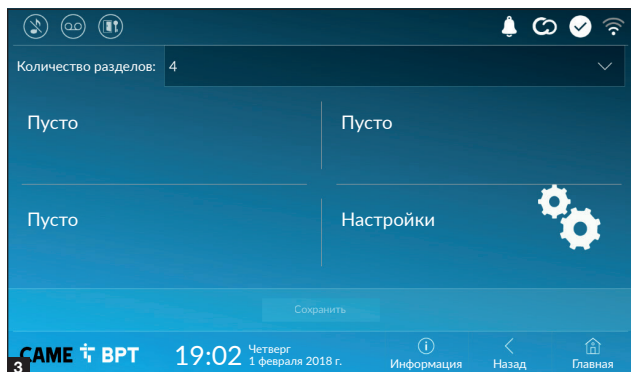 Количество разделов: 4
Пусто
Пусто
Пусто
Настройки
Сохранить
3
CAME BPT
19:02
Четверг
1 февраля 2018 г.
Информация
Назад
Главная